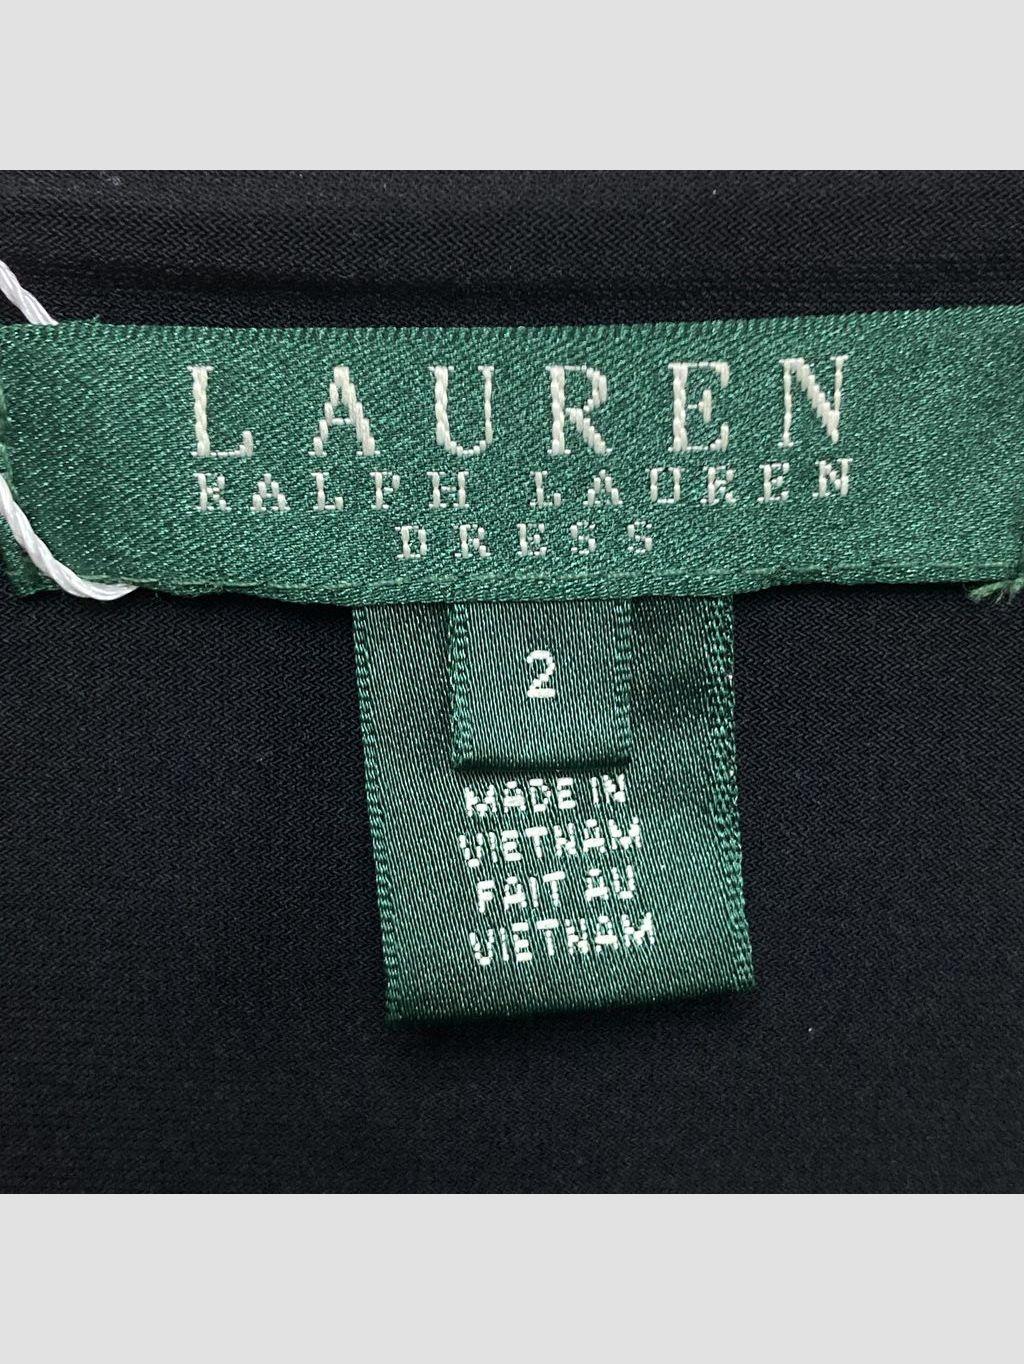 LAUREN
RALPH LAUREN
DRESS
2
MADE IN
VIETNAM
FAIT AU
VIETNAM